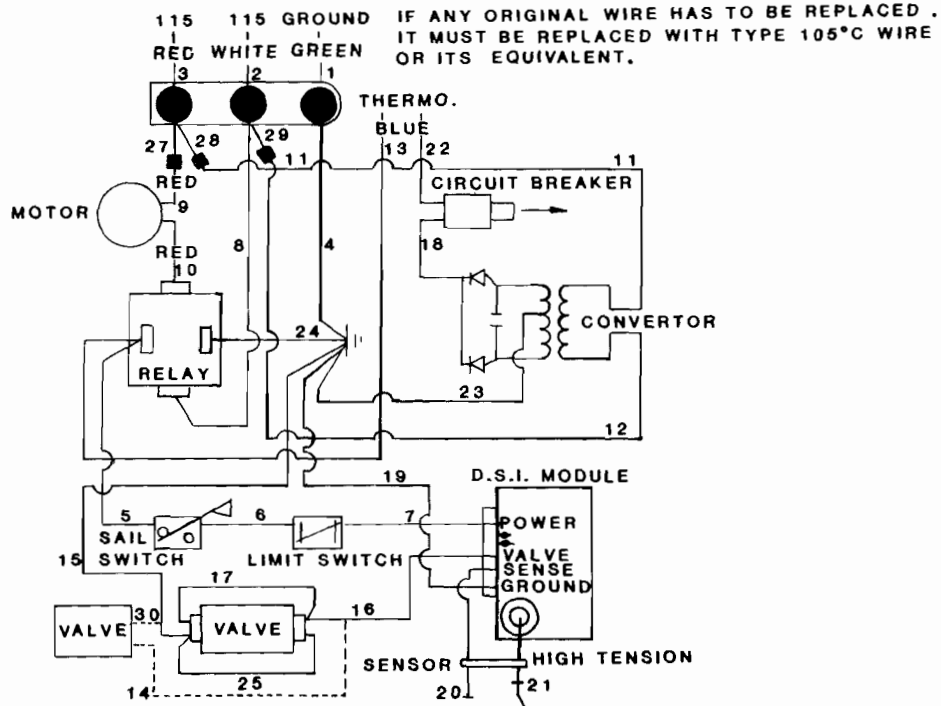 115 115 GROUND
RED WHITE GREEN
IF ANY ORIGINAL WIRE HAS TO BE REPLACED .
IT MUST BE REPLACED WITH TYPE 105°C WIRE
OR ITS EQUIVALENT.
3 2 1
THERMO.
BLUE
27 28 29 11 13 22 11
RED
CIRCUIT BREAKER
MOTOR
9
8 4 18
RED
10
24
CONVERTOR
RELAY
23
12
19
D.S.I. MODULE
5 6 7
POWER
SAIL
SWITCH
LIMIT SWITCH
VALVE
SENSE
GROUND
15
17
30
16
VALVE
VALVE
25
14
SENSOR
HIGH TENSION
20
21